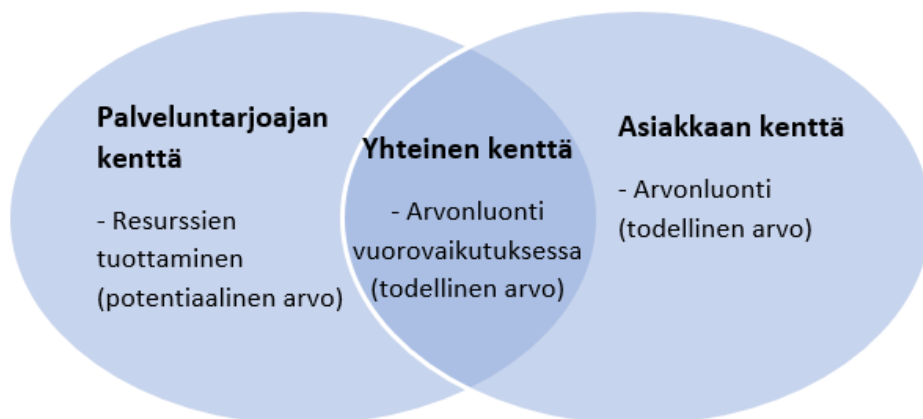 Palveluntarjoajan
kenttä
- Resurssien
tuottaminen
(potentiaalinen arvo)
Yhteinen kenttä
- Arvonluonti
vuorovaikutuksessa
(todellinen arvo)
Asiakkaan kenttä
- Arvonluonti
(todellinen arvo)